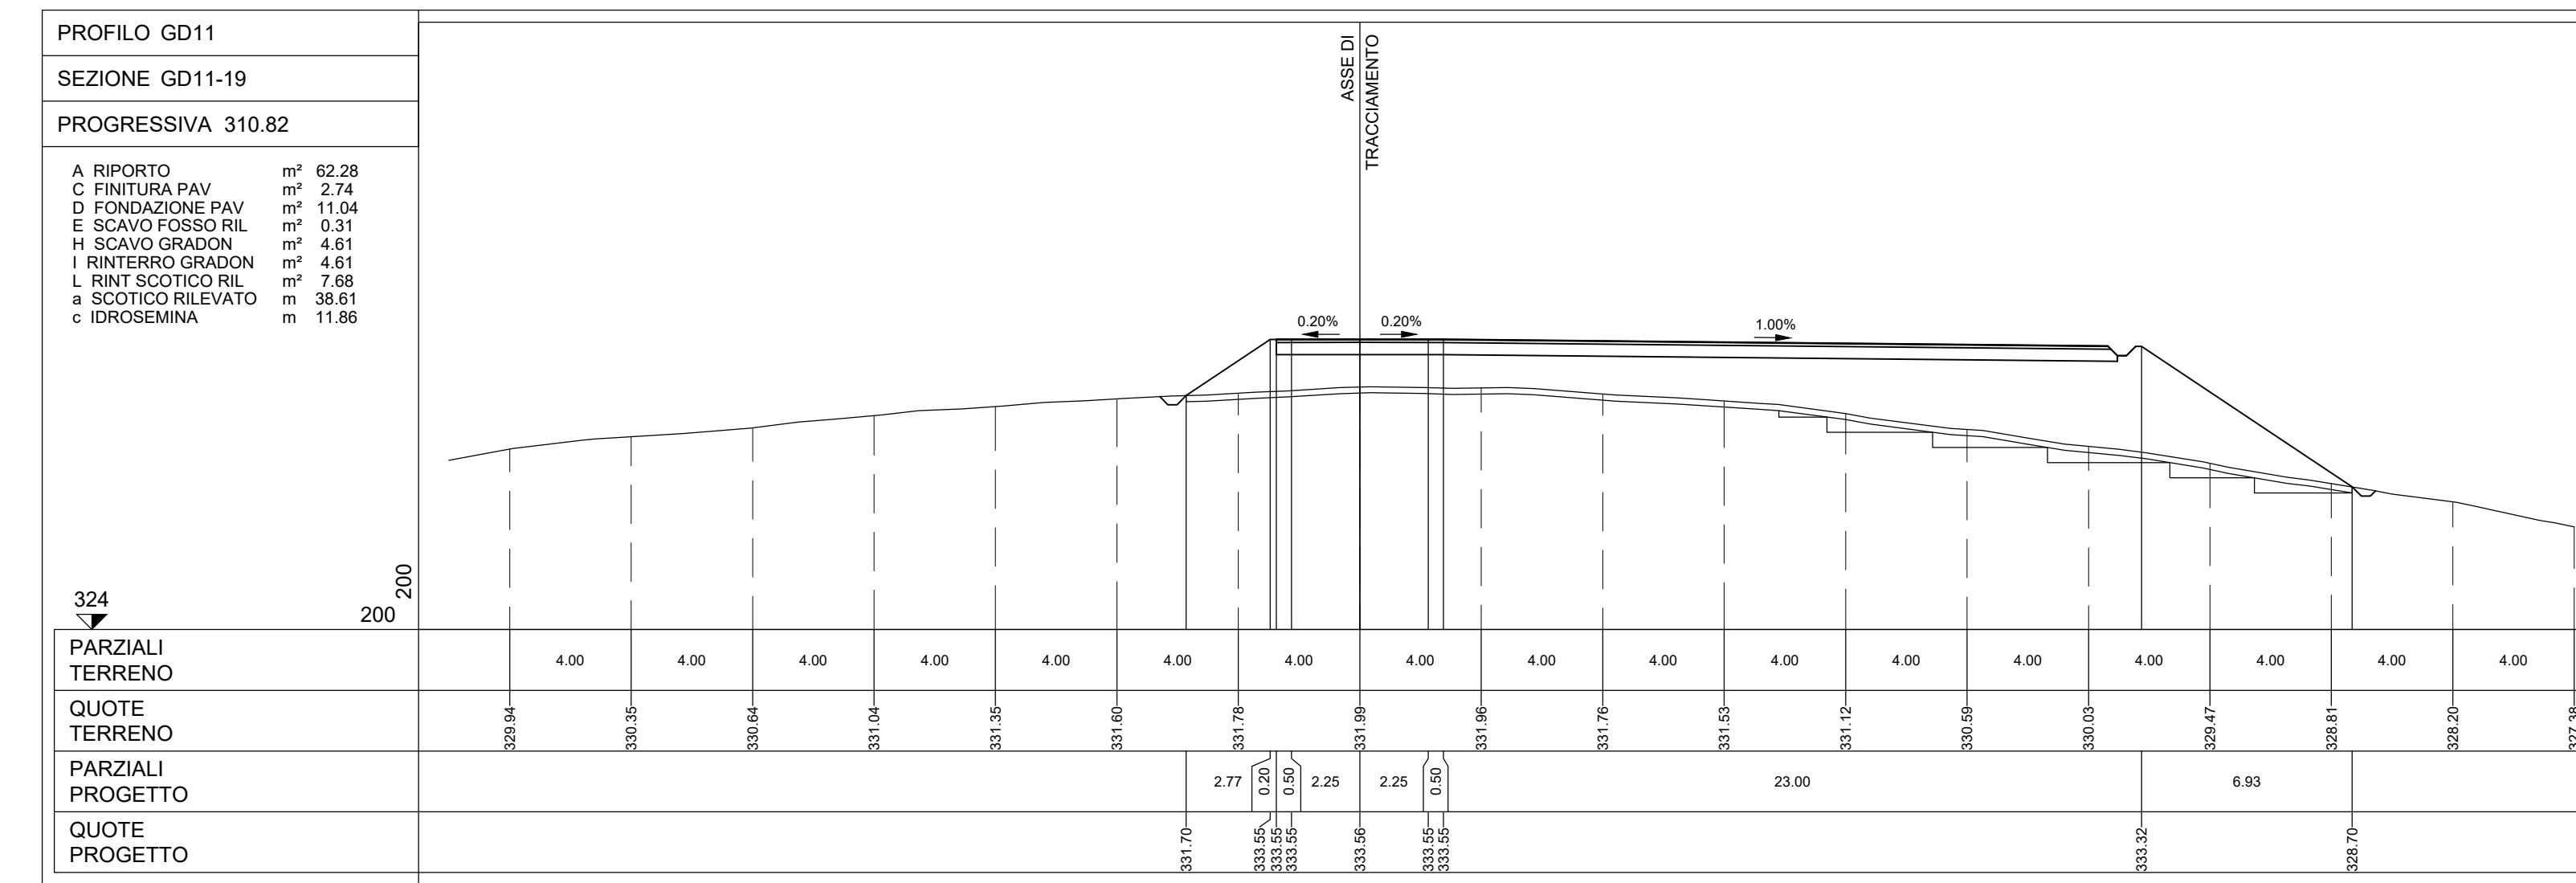 PROFILO GD11
SEZIONE GD11-19
PROGRESSIVA 310.82
A RIPORTO m² 62.28
C FINITURA PAV m² 2.74
D FONDAZIONE PAV m² 11.04
E SCAVO FOSSO RIL m² 0.31
H SCAVO GRADON m² 4.61
I RINTERRO GRADON m² 4.61
L RINT SCOTICO RIL m² 7.68
a SCOTICO RILEVATO m 38.61
c IDROSEMINA m 11.86
ASSE DI
TRACCIAMENTO
0.20% 0.20% 1.00%
200
324
200
PARZIALI
TERRENO
4.00 4.00 4.00 4.00 4.00 4.00 4.00 4.00 4.00 4.00 4.00 4.00 4.00 4.00 4.00 4.00 4.00
QUOTE
TERRENO
329.94 330.35 330.64 331.04 331.35 331.60 331.78 331.99 331.96 331.76 331.53 331.12 330.59 330.03 329.47 328.81 328.20 327.38
PARZIALI
PROGETTO
2.77 0.20 0.50 2.25 2.25 0.50 23.00 6.93
QUOTE
PROGETTO
331.70 333.55 333.55 333.55 333.56 333.55 333.55 333.32 328.70